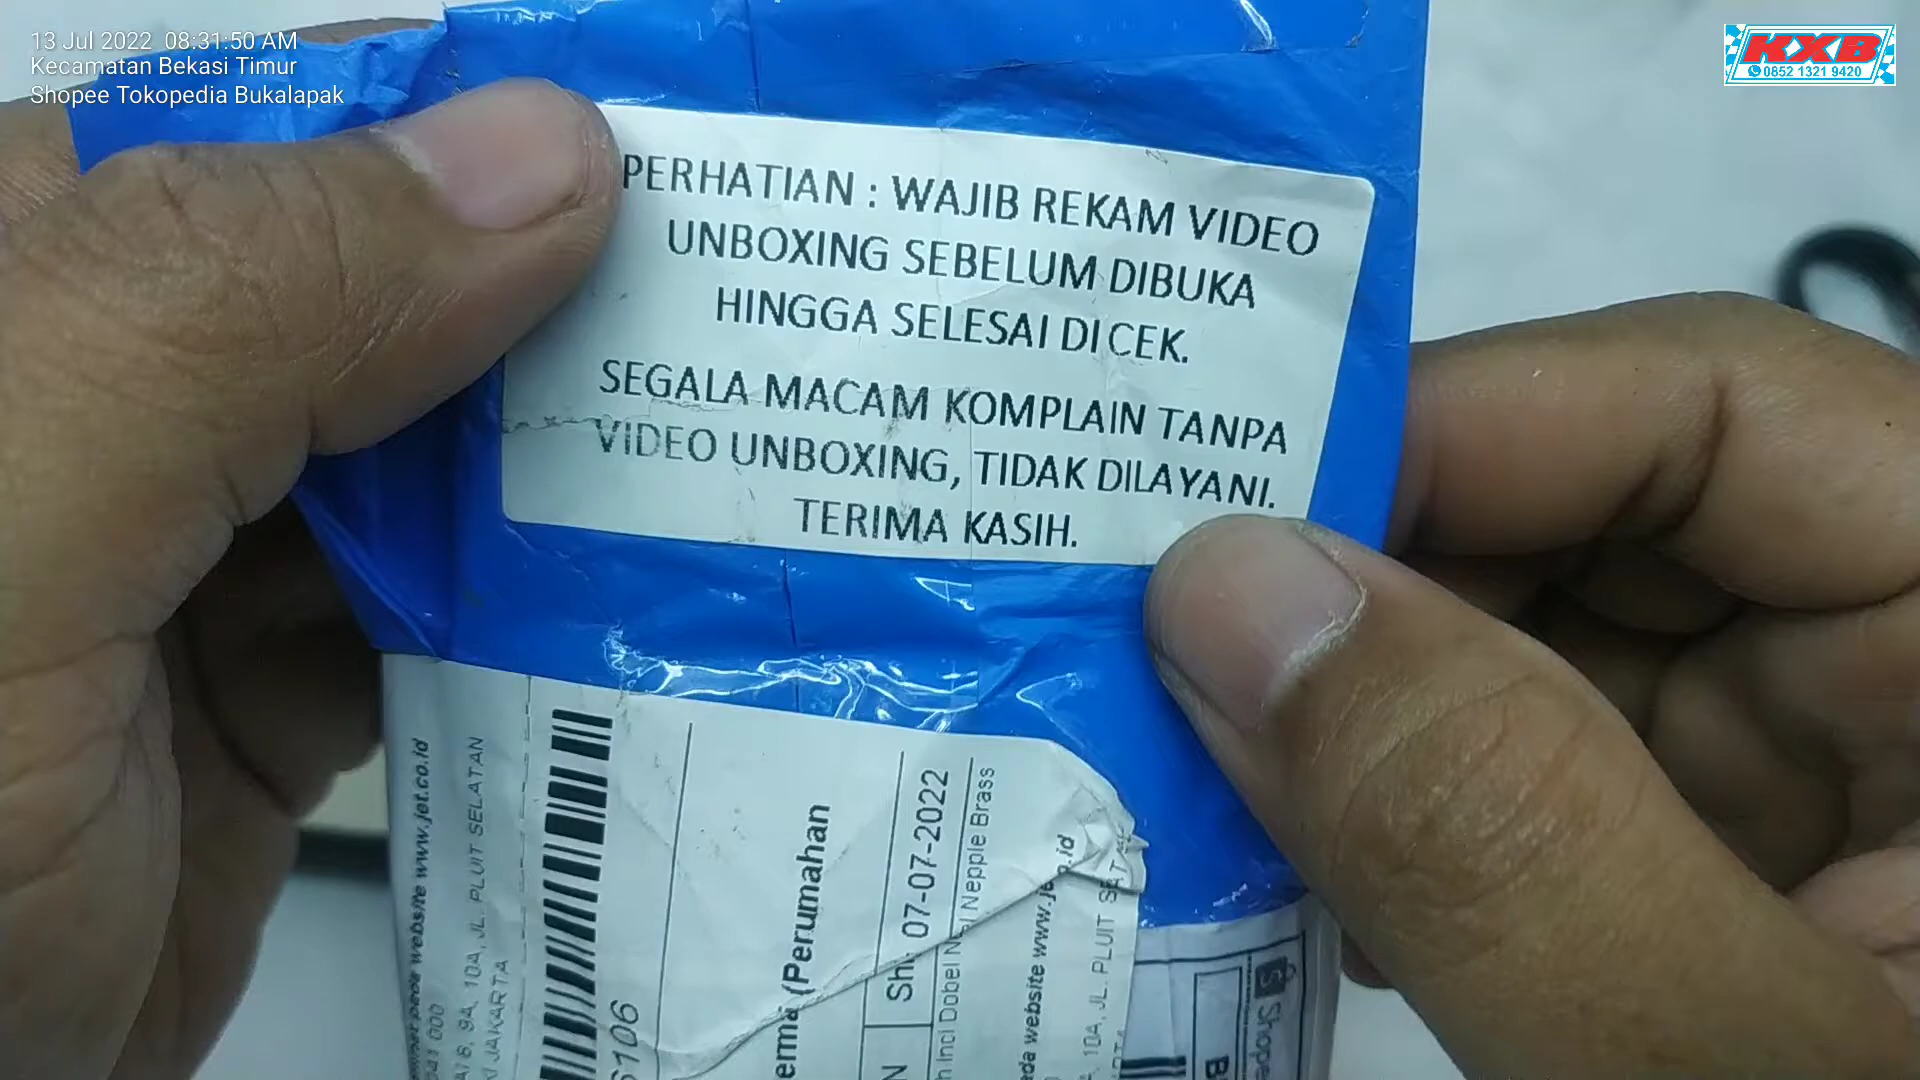 13 Jul 2022 08:31:50 AM
Kecamatan Bekasi Timur
Shopee Tokopedia Bukalapak
KXB
0852 1321 9420
PERHATIAN : WAJIB REKAM VIDEO
UNBOXING SEBELUM DIBUKA
HINGGA SELESAI DI CEK.
SEGALA MACAM KOMPLAIN TANPA
VIDEO UNBOXING, TIDAK DILAYANI.
TERIMA KASIH.
website www.jet.co.id
9A, 10A, JL. PLUIT SELATAN
JAKARTA
6106
(Perumahan
07-07-2022
Incl Dobel Nepple Brass
website
10A, JL. PLUIT
Shopee